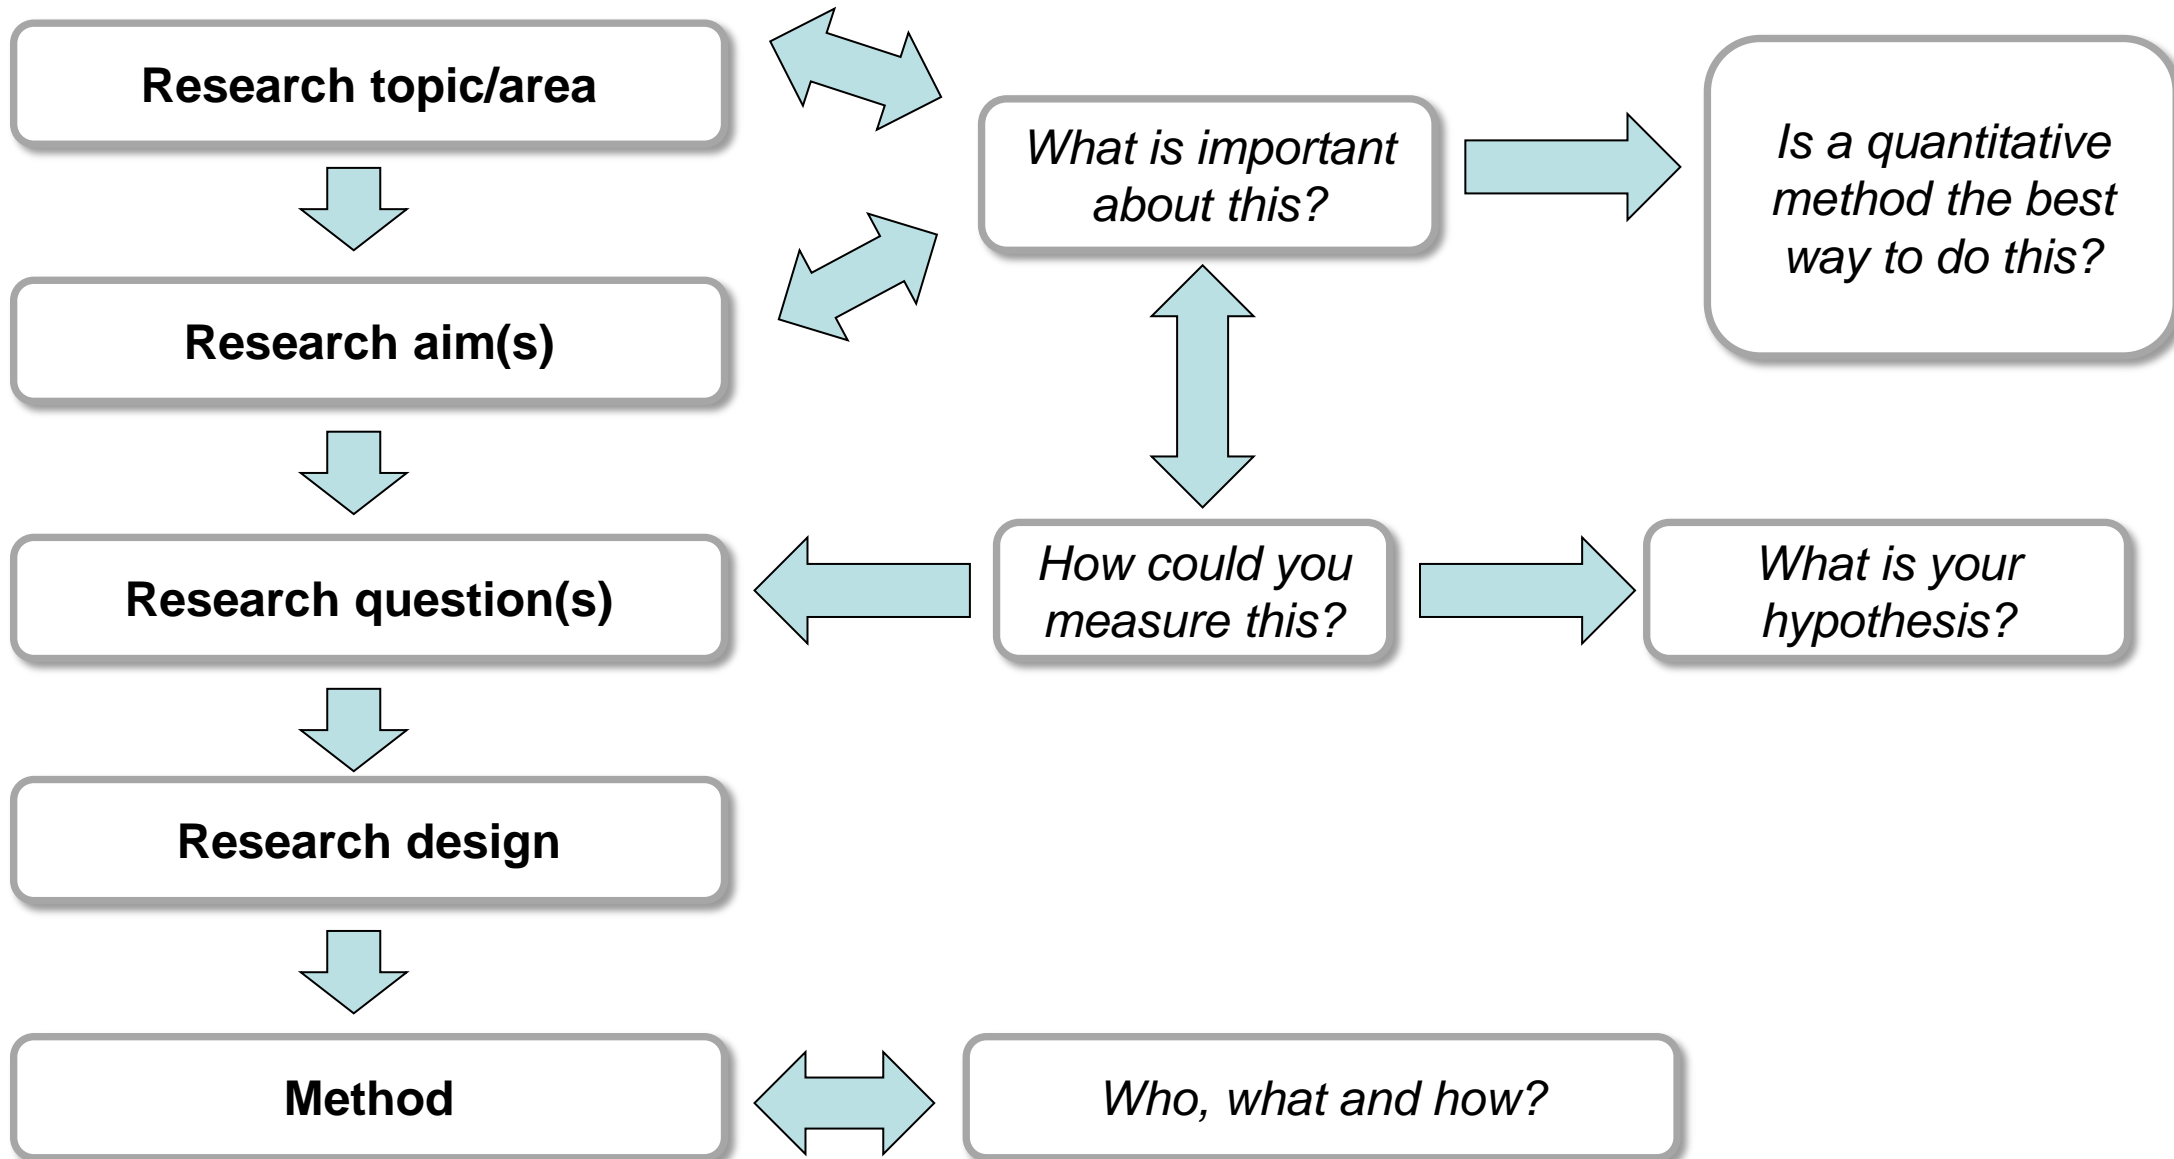 Research topic/area
What is important
about this?
Is a quantitative
method the best
way to do this?
Research aim(s)
Research question(s)
How could you
measure this?
What is your
hypothesis?
Research design
Method
Who, what and how?